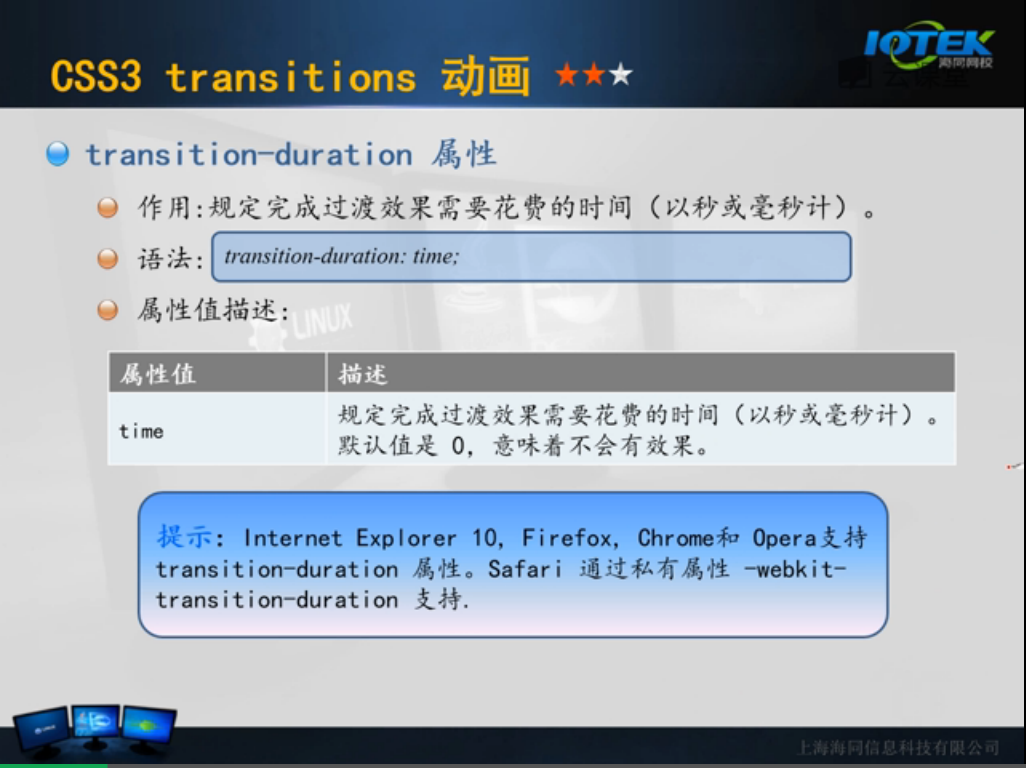 IOTEK
海同网校
云课堂
CSS3 transitions 动画
transition-duration 属性
作用:规定完成过渡效果需要花费的时间（以秒或毫秒计）。
语法:
transition-duration: time;
属性值描述:
LINUX
属性值 描述
time
规定完成过渡效果需要花费的时间（以秒或毫秒计）。
默认值是 0, 意味着不会有效果。
提示: Internet Explorer 10, Firefox, Chrome和 Opera支持
transition-duration 属性。Safari 通过私有属性 -webkit-
transition-duration 支持.
上海海同信息科技有限公司